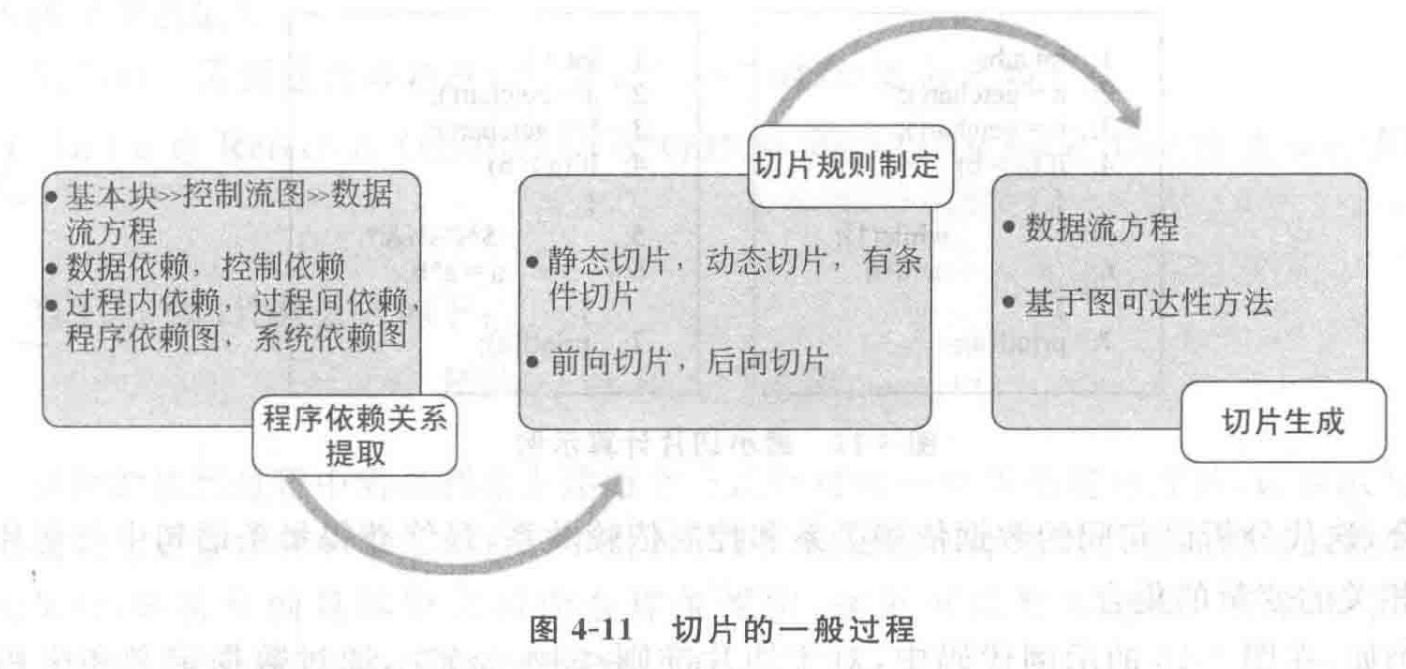 切片规则制定
• 基本块>>控制流图>>数据
流方程
• 数据依赖，控制依赖
• 过程内依赖，过程间依赖，
程序依赖图，系统依赖图
程序依赖关系
提取
• 静态切片，动态切片，有条
件切片
• 前向切片，后向切片
• 数据流方程
• 基于图可达性方法
切片生成
图 4-11 切片的一般过程